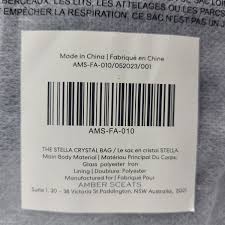 BERCEAUX, LES LITS, LES ATTELAGES OU LES PARCS
EMPÊCHER LA RESPIRATION, CE SAC N'EST PAS
Made in China | Fabriqué en Chine
AMS-FA-010/052023/001
AMS-FA-010
THE STELLA CRYSTAL BAG / Le sac en cristal STELLA.
Main Body Material | Matériau Principal Du Corps:
Glass polyester Iron
Lining | Doublure: Polyester
Manufactured for | Fabriqué Pour
AMBER SCEATS
Suite 1, 30 - 38 Victoria St Paddington, NSW Australia, 2021